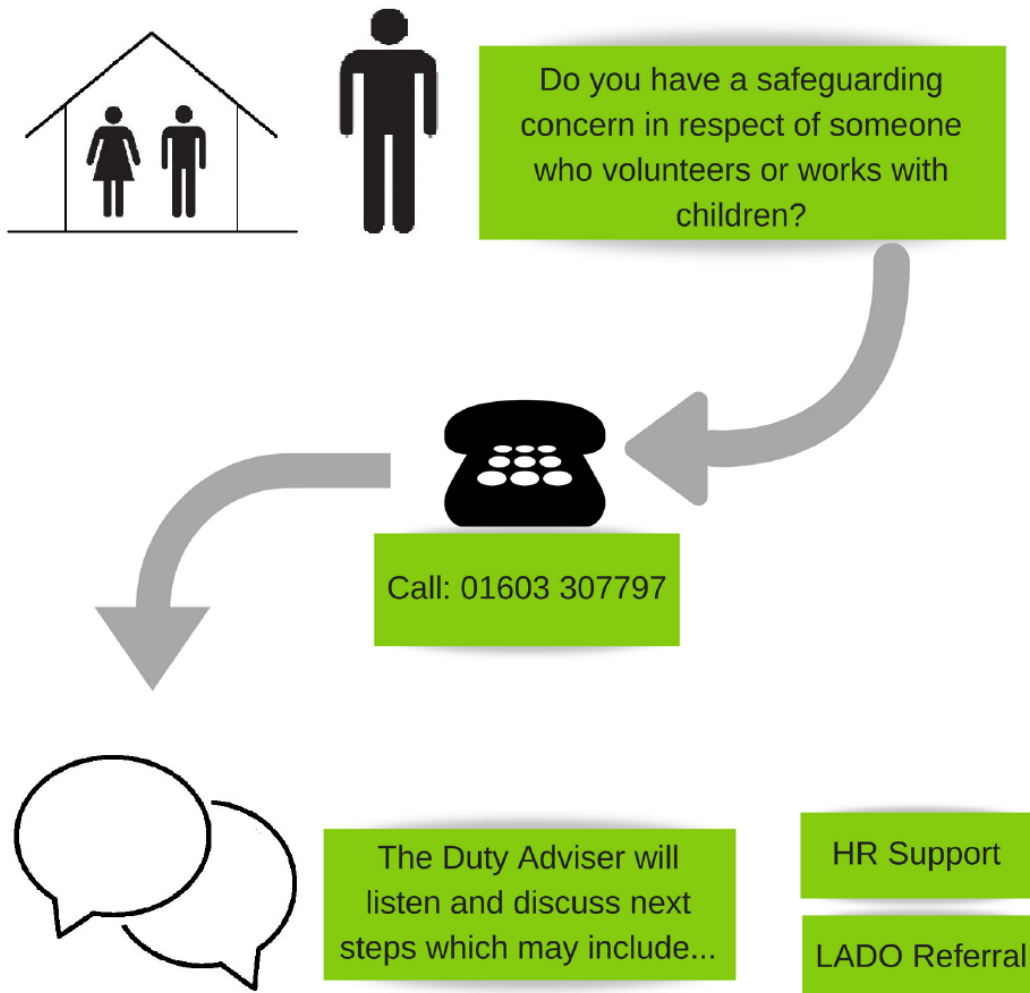 Do you have a safeguarding
concern in respect of someone
who volunteers or works with
children?
Call: 01603 307797
The Duty Adviser will
listen and discuss next
steps which may include...
HR Support
LADO Referral